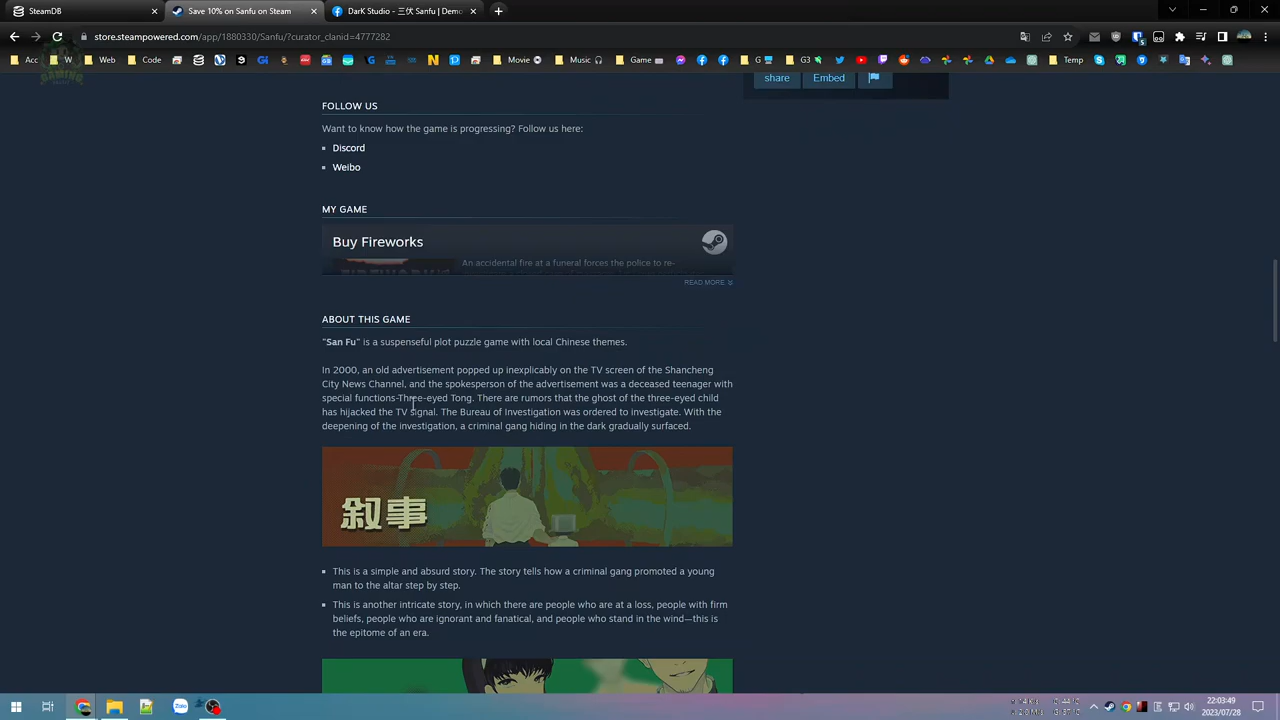 SteamDB
Save 10% on Sanfu on Steam
Dark Studio - 三伏 Sanfu | Demo
store.steampowered.com/app/1880330/Sanfu/?curator_clanid=4777282
Acc
W
Codin
Movie
Music
Game
G
G3
Temp
GAMING
share
Embed
FOLLOW US
Want to know how the game is progressing? Follow us here:
Discord
Weibo
MY GAME
Buy Fireworks
An accidental fire at a funeral forces the police to re-
READ MORE
ABOUT THIS GAME
"San Fu" is a suspenseful plot puzzle game with local Chinese themes.
In 2000, an old advertisement popped up inexplicably on the TV screen of the Shancheng
City News Channel, and the spokesperson of the advertisement was a deceased teenager with
special functions-Three-eyed Tong. There are rumors that the ghost of the three-eyed child
has hijacked the TV signal. The Bureau of Investigation was ordered to investigate. With the
deepening of the investigation, a criminal gang hiding in the dark gradually surfaced.
叙事
This is a simple and absurd story. The story tells how a criminal gang promoted a young
man to the altar step by step.
This is another intricate story, in which there are people who are at a loss, people with firm
beliefs, people who are ignorant and fanatical, and people who stand in the wind—this is
the epitome of an era.
Zalo
22:03:49
2023/07/28